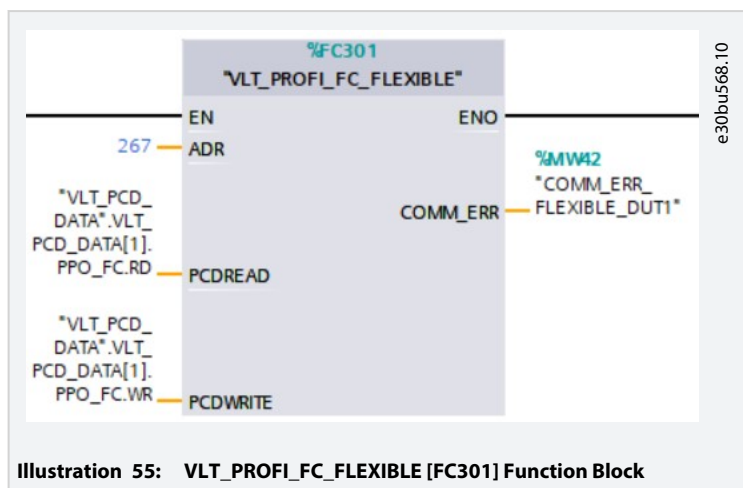 %FC301
"VLT_PROFI_FC_FLEXIBLE"
EN
ENO
267
ADR
%MW42
"COMM_ERR_
FLEXIBLE_DUT1"
COMM_ERR
"VLT_PCD_
DATA".VLT_
PCD_DATA[1].
PPO_FC.RD
PCDREAD
"VLT_PCD_
DATA".VLT_
PCD_DATA[1].
PPO_FC.WR
PCDWRITE
e30bu568.10
Illustration 55: VLT_PROFI_FC_FLEXIBLE [FC301] Function Block